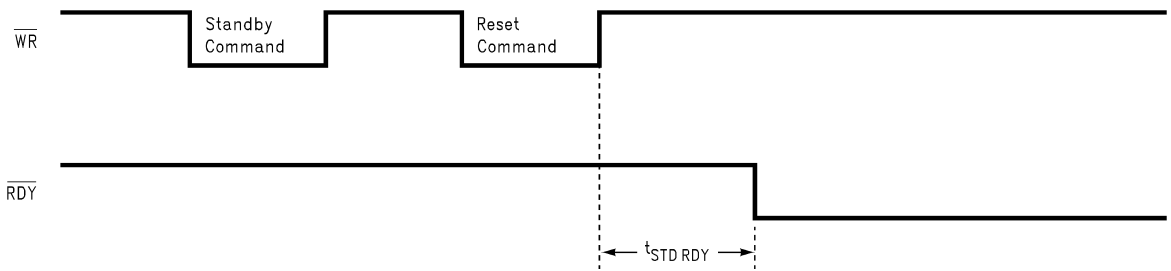 WR
Standby
Command
Reset
Command
RDY
tSTD RDY